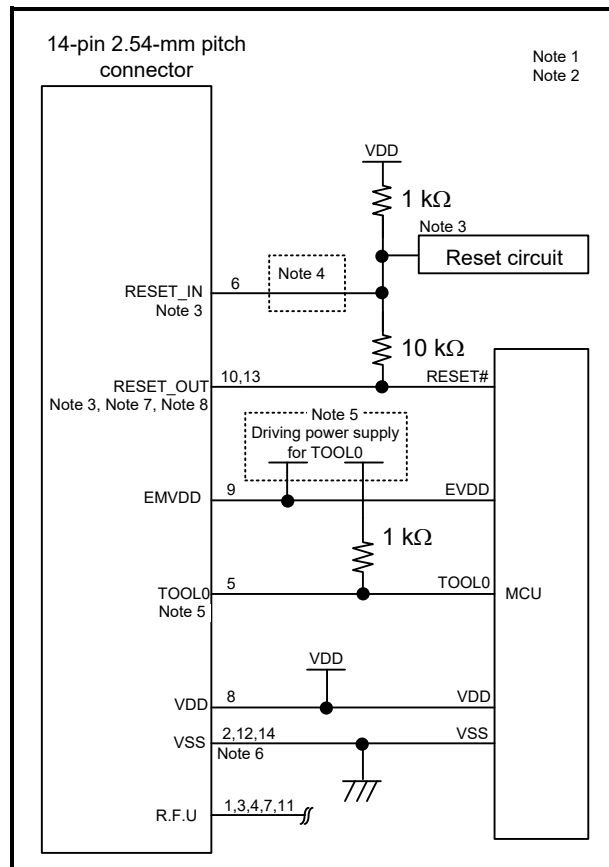 14-pin 2.54-mm pitch
connector
Note 1
Note 2
VDD
1 kΩ
Note 3
Reset circuit
Note 4
RESET_IN
6
Note 3
10 kΩ
RESET_OUT
10,13
RESET#
Note 3, Note 7, Note 8
Note 5
Driving power supply
for TOOL0
EMVDD
9
EVDD
1 kΩ
TOOL0
5
TOOL0
MCU
Note 5
VDD
VDD
8
VDD
VSS
2,12,14
VSS
Note 6
R.F.U
1,3,4,7,11